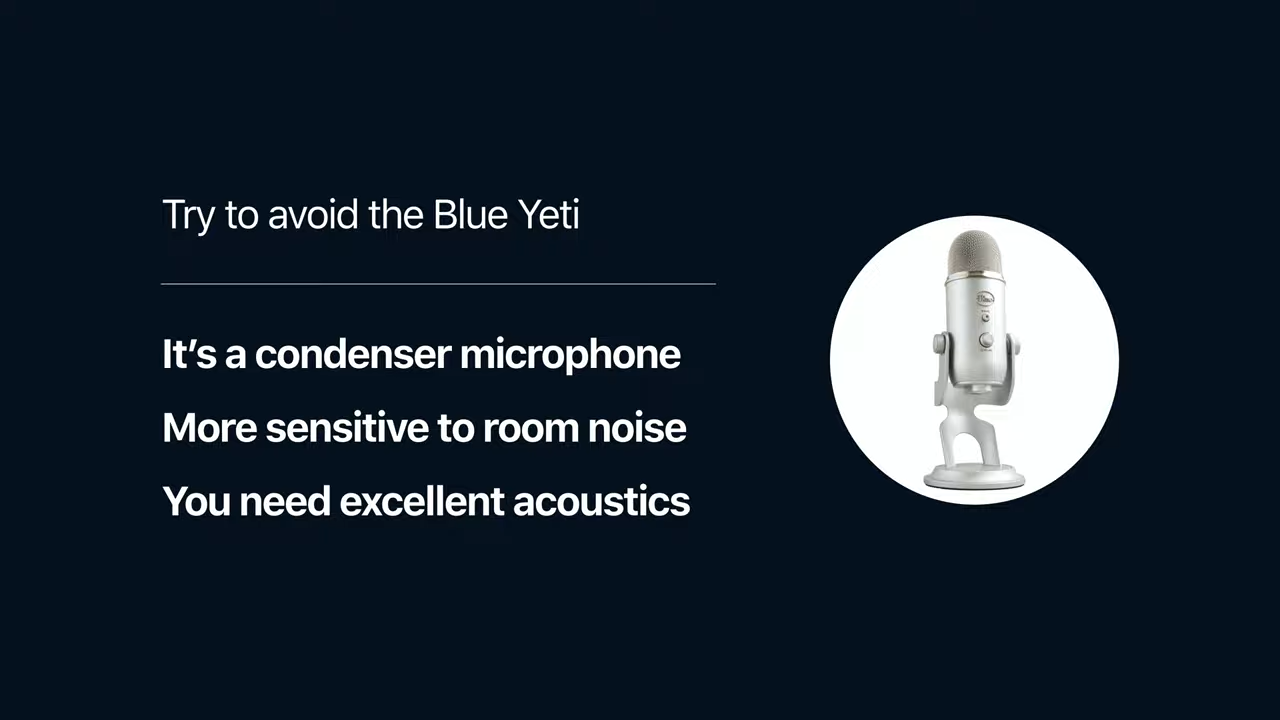 Try to avoid the Blue Yeti
It’s a condenser microphone
More sensitive to room noise
You need excellent acoustics